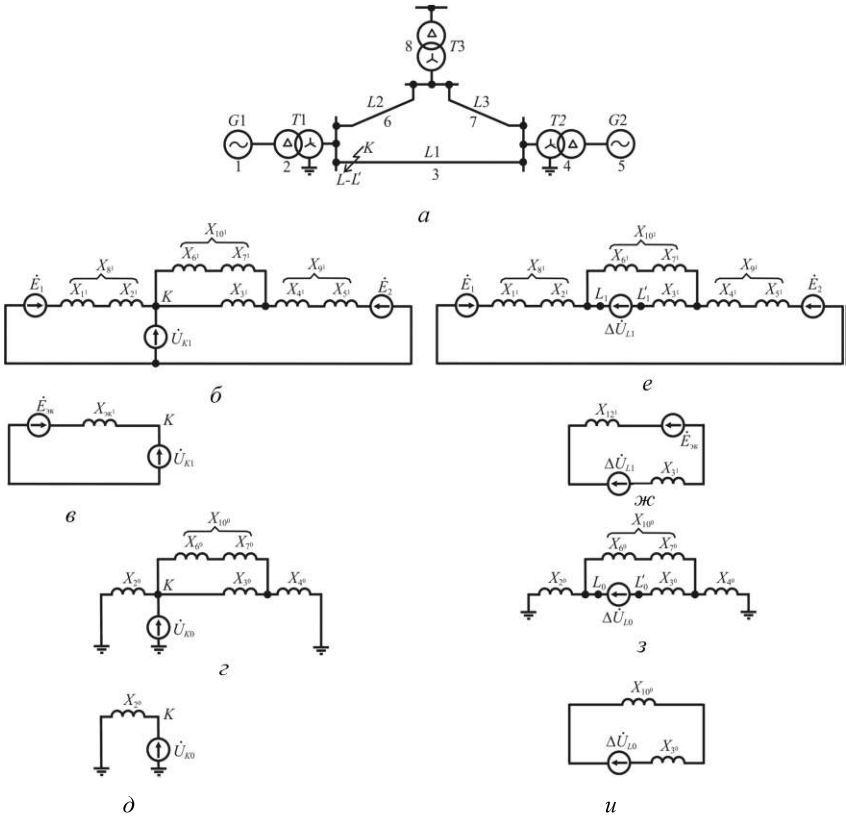 8 T3
L2 L3
6 7
G1 T1 T2 G2
K L1
1 2 L-L' 3 4 5
а
X10¹
X6¹ X7¹
X8¹ X9¹
Ė1 X1¹ X2¹ K X3¹ X4¹ X5¹ Ė2
U̇K1
б
X10¹
X6¹ X7¹
X8¹ X9¹
Ė1 X1¹ X2¹ L1 L'1 X3¹ X4¹ X5¹ Ė2
ΔU̇L1
е
Ėэк Xэк¹ K
U̇K1
в
X12¹
Ėэк
ΔU̇L1 X3¹
ж
X10⁰
X6⁰ X7⁰
X2⁰ K X3⁰ X4⁰
U̇K0
г
X10⁰
X6⁰ X7⁰
X2⁰ L0 L'0 X3⁰ X4⁰
ΔU̇L0
з
X2⁰ K
U̇K0
д
X10⁰
ΔU̇L0 X3⁰
и